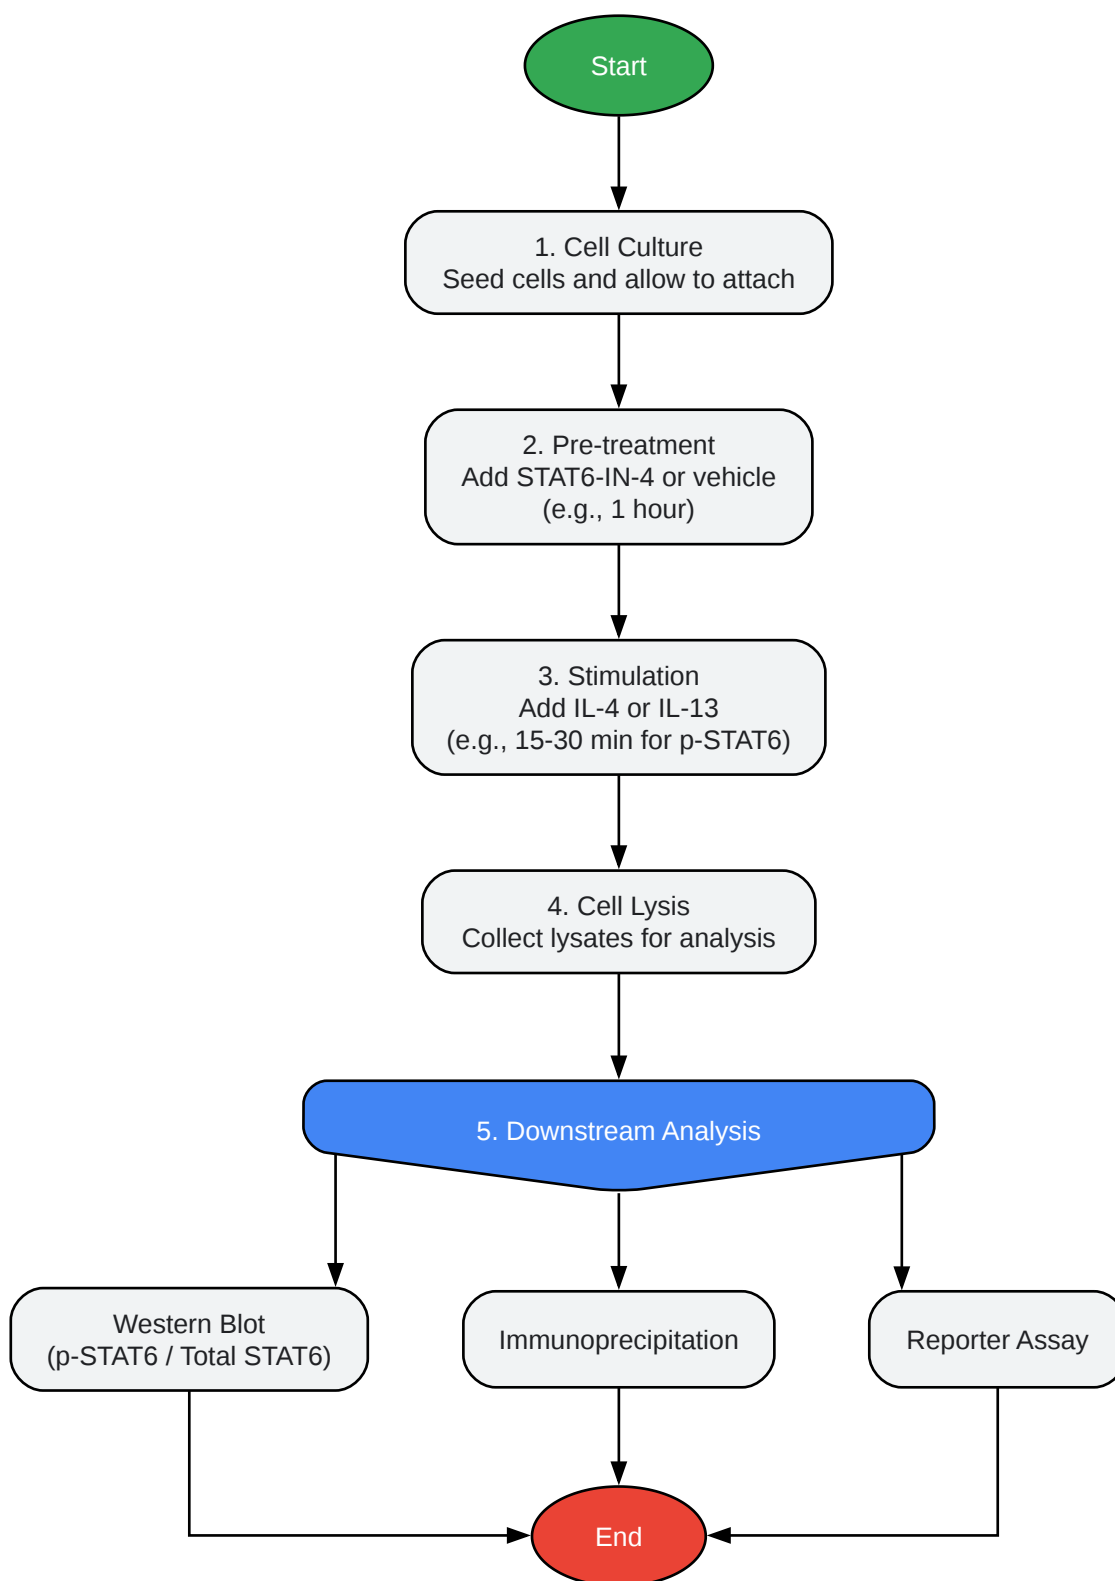 Start
1. Cell Culture
Seed cells and allow to attach
2. Pre-treatment
Add STAT6-IN-4 or vehicle
(e.g., 1 hour)
3. Stimulation
Add IL-4 or IL-13
(e.g., 15-30 min for p-STAT6)
4. Cell Lysis
Collect lysates for analysis
5. Downstream Analysis
Western Blot
(p-STAT6 / Total STAT6)
Immunoprecipitation
Reporter Assay
End